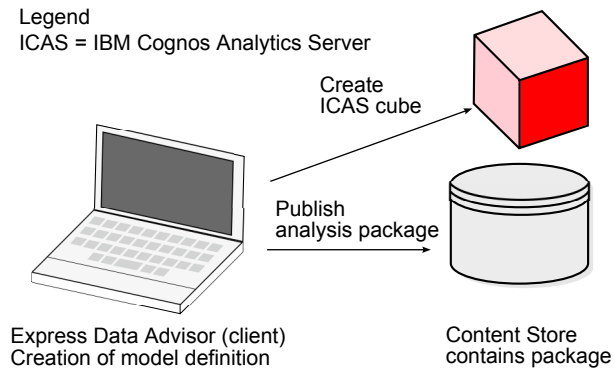 Legend
ICAS = IBM Cognos Analytics Server
Create
ICAS cube
Publish
analysis package
Express Data Advisor (client)
Creation of model definition
Content Store
contains package